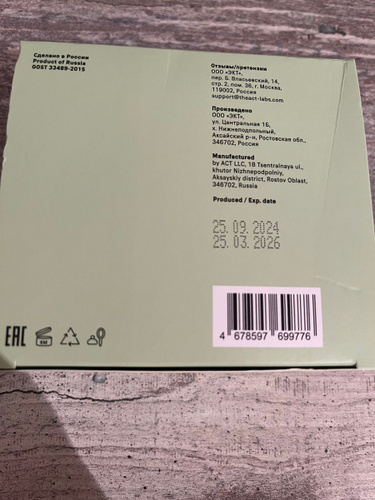 Сделано в России
Product of Russia
GOST 33489-2015
Отзывы/претензии
ООО «ЭКТ»,
пер. Б. Власьевский, 14,
стр. 2, пом. 36, г. Москва,
119002, Россия
support@theact-labs.com
Произведено
ООО «ЭКТ»,
ул. Центральная 1Б,
х. Нижнеподпольный,
Аксайский р-н, Ростовская обл.,
346702, Россия
Manufactured
by ACT LLC, 1B Tsentralnaya ul.,
khutor Nizhnepodpolniy,
Aksayskiy district, Rostov Oblast,
346702, Russia
Produced / Exp. date
25. 09. 2024
25. 03. 2026
EAC
6M
4 678597 699776